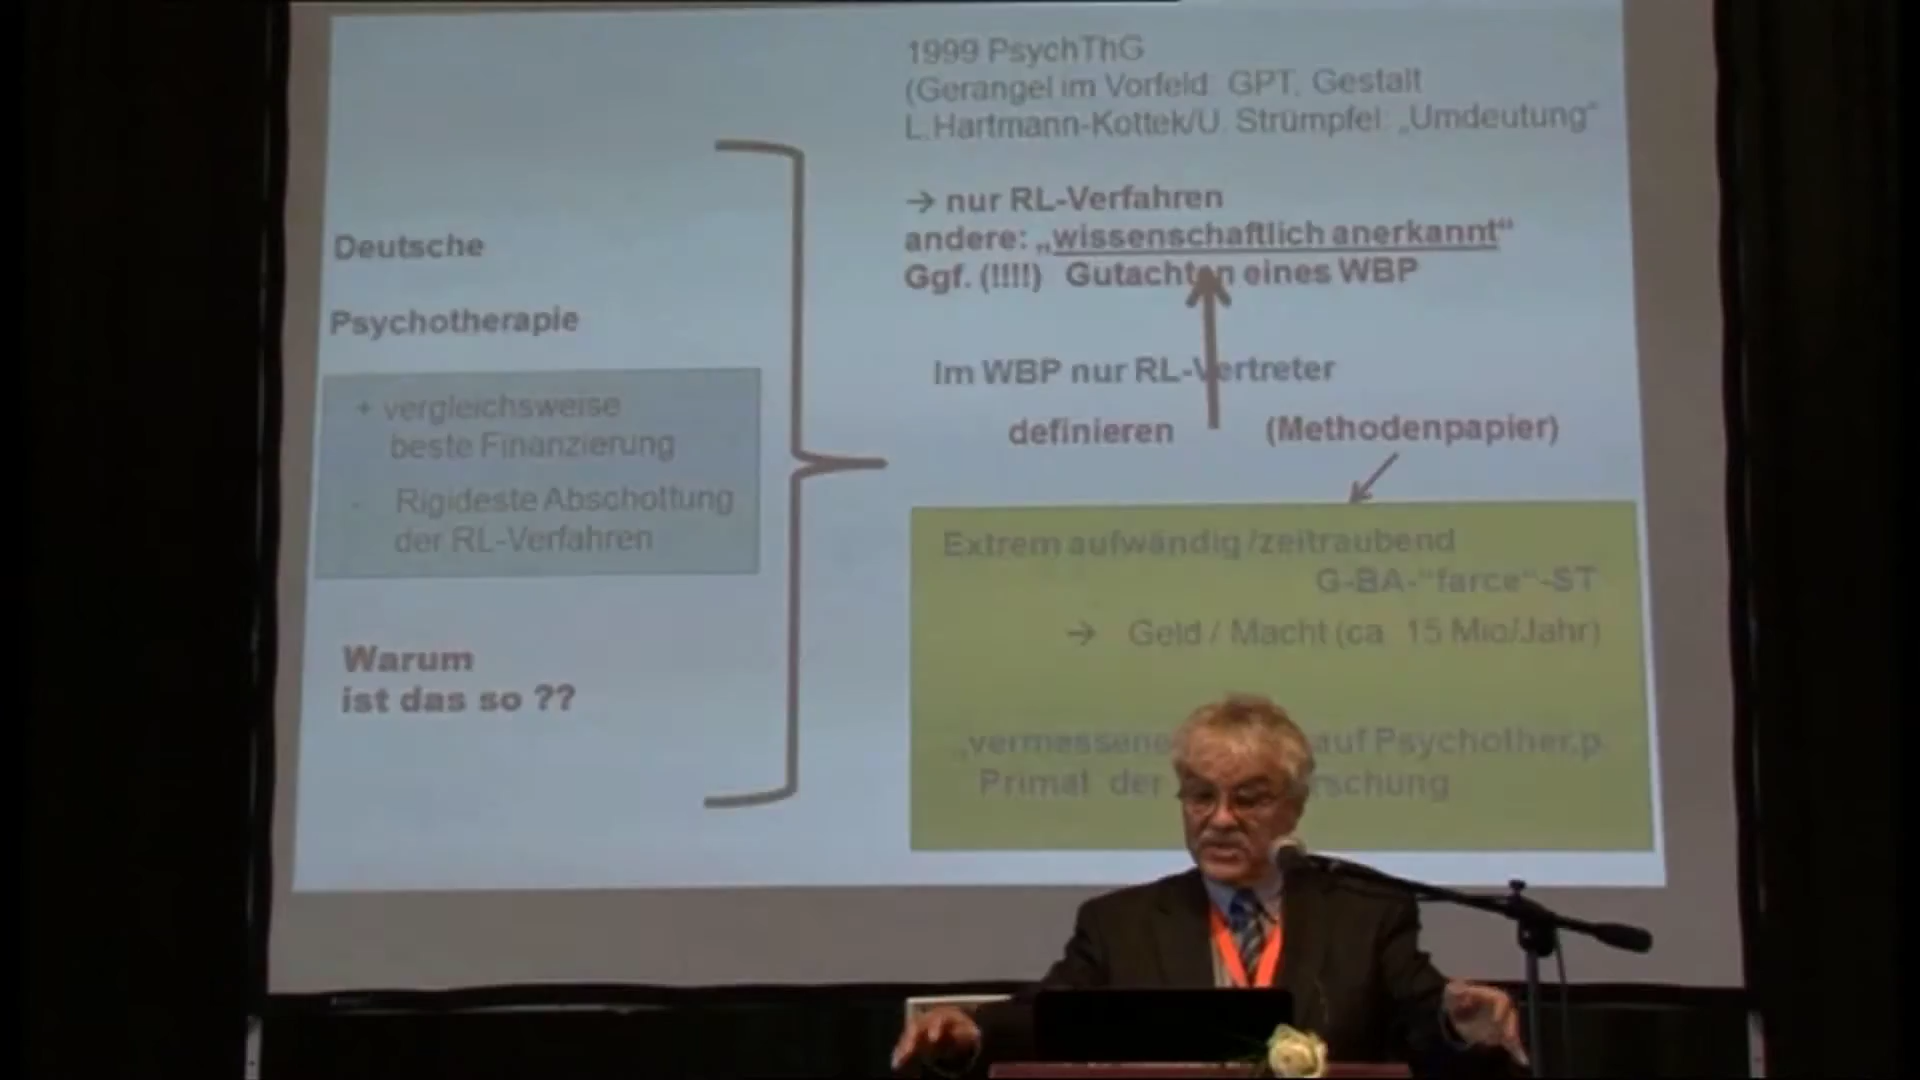 Deutsche
Psychotherapie
+ vergleichsweise
beste Finanzierung
- Rigideste Abschottung
der RL-Verfahren
Warum
ist das so ??
1999 PsychThG
(Gerangel im Vorfeld: GPT, Gestalt
L.Hartmann-Kottek/U. Strümpfel: „Umdeutung“
→ nur RL-Verfahren
andere: „wissenschaftlich anerkannt“
Ggf. (!!!!) Gutachten eines WBP
Im WBP nur RL-Vertreter
definieren (Methodenpapier)
Extrem aufwändig /zeitraubend
G-BA-“farce“-ST
→ Geld / Macht (ca. 15 Mio/Jahr)
„vermessene auf Psychother.p.
Primat der